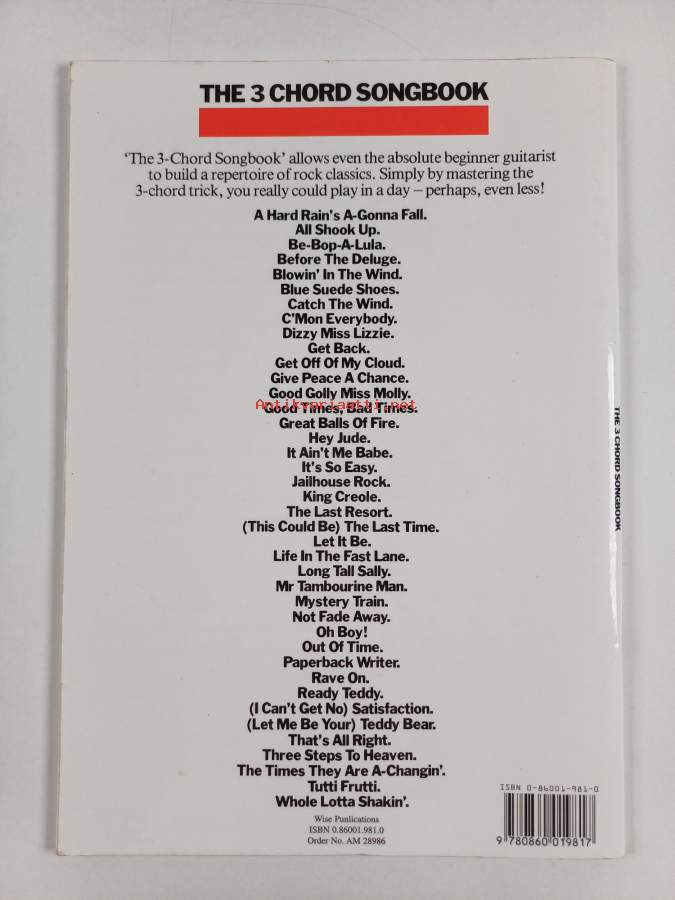 THE 3 CHORD SONGBOOK
'The 3-Chord Songbook' allows even the absolute beginner guitarist
to build a repertoire of rock classics. Simply by mastering the
3-chord trick, you really could play in a day – perhaps, even less!
A Hard Rain's A-Gonna Fall.
All Shook Up.
Be-Bop-A-Lula.
Before The Deluge.
Blowin' In The Wind.
Blue Suede Shoes.
Catch The Wind.
C'Mon Everybody.
Dizzy Miss Lizzie.
Get Back.
Get Off Of My Cloud.
Give Peace A Chance.
Good Golly Miss Molly.
Antikvariaatti.net
Good Times, Bad Times.
Great Balls Of Fire.
Hey Jude.
It Ain't Me Babe.
It's So Easy.
Jailhouse Rock.
King Creole.
The Last Resort.
(This Could Be) The Last Time.
Let It Be.
Life In The Fast Lane.
Long Tall Sally.
Mr Tambourine Man.
Mystery Train.
Not Fade Away.
Oh Boy!
Out Of Time.
Paperback Writer.
Rave On.
Ready Teddy.
(I Can't Get No) Satisfaction.
(Let Me Be Your) Teddy Bear.
That's All Right.
Three Steps To Heaven.
The Times They Are A-Changin'.
Tutti Frutti.
Whole Lotta Shakin'.
Wise Punlications
ISBN 0.86001.981.0
Order No. AM 28986
ISBN 0-86001-981-0
9 780860 019817
THE 3 CHORD SONGBOOK